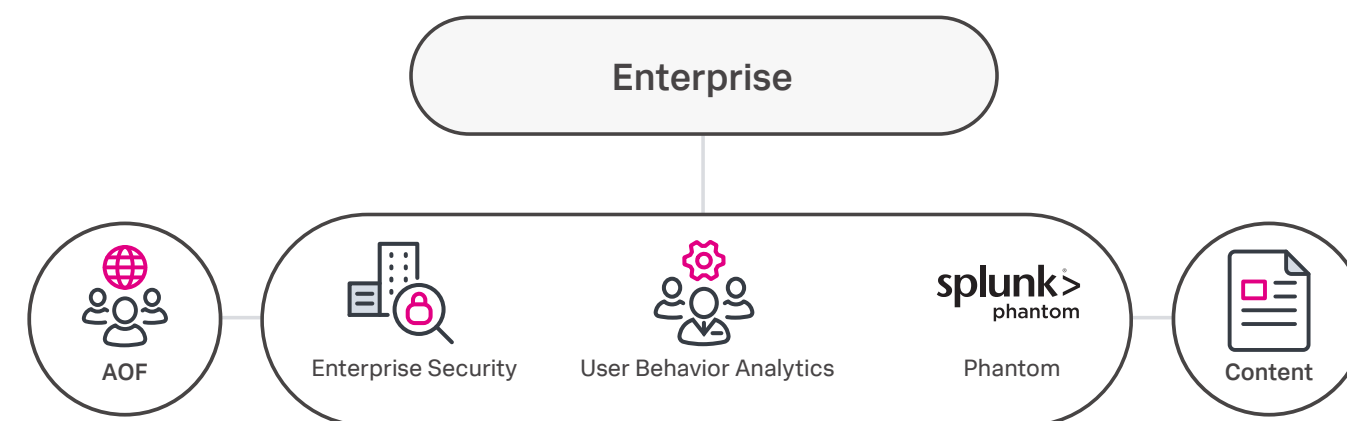 Enterprise
splunk>
phantom
AOF
Enterprise Security
User Behavior Analytics
Phantom
Content